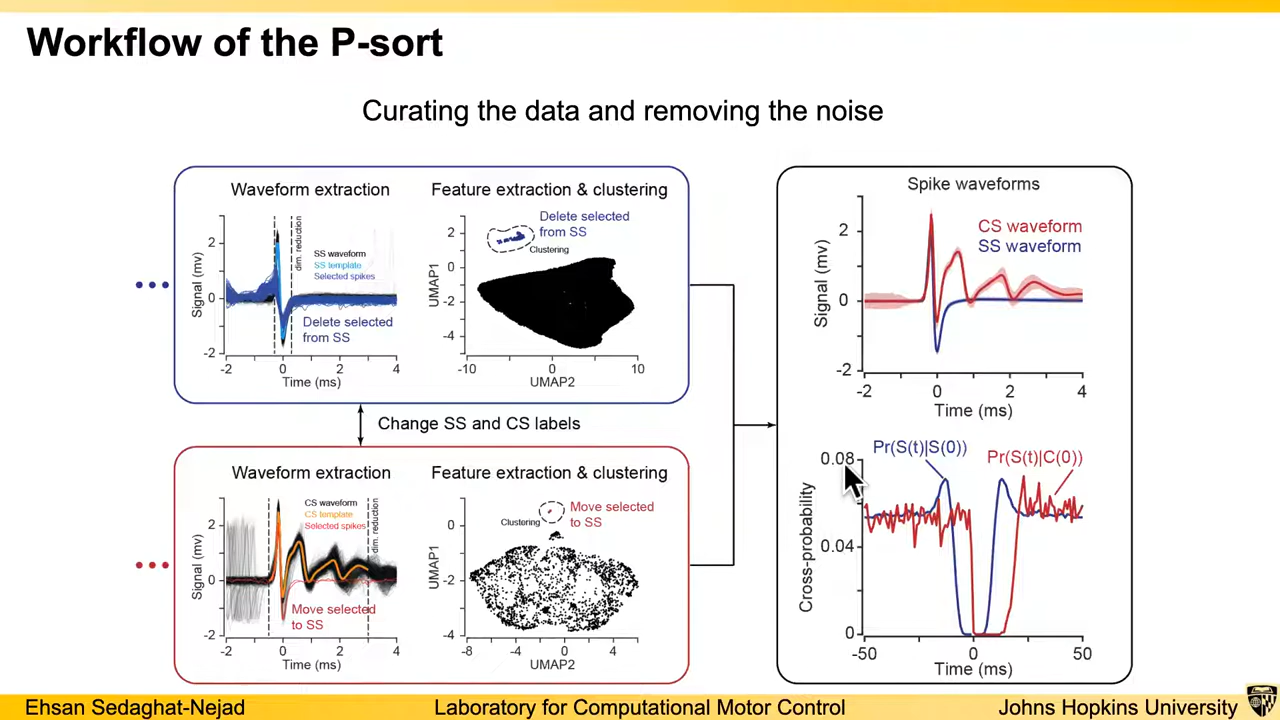 Workflow of the P-sort
Curating the data and removing the noise
Waveform extraction
Feature extraction & clustering
Signal (mv)
2
0
-2
dim. reduction
SS waveform
SS template
Selected spikes
Delete selected
from SS
-2
0
2
4
Time (ms)
UMAP1
2
0
-2
-4
Delete selected
from SS
Clustering
-10
0
10
UMAP2
Change SS and CS labels
Waveform extraction
Feature extraction & clustering
Signal (mv)
2
0
-2
CS waveform
CS template
Selected spikes
dim. reduction
Move selected
to SS
-2
0
2
4
Time (ms)
UMAP1
0
-2
-4
Clustering
Move selected
to SS
-8
-4
0
4
UMAP2
Spike waveforms
Signal (mv)
2
0
-2
CS waveform
SS waveform
-2
0
2
4
Time (ms)
Pr(S(t)|S(0))
Pr(S(t)|C(0))
Cross-probability
0.08
0.04
0
-50
0
50
Time (ms)
Ehsan Sedaghat-Nejad
Laboratory for Computational Motor Control
Johns Hopkins University